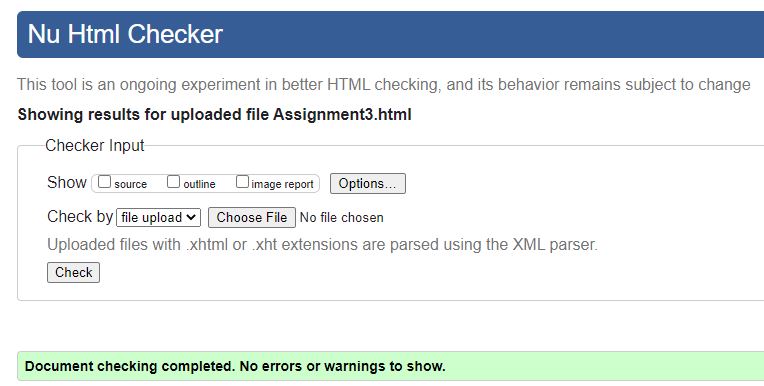 Nu Html Checker
This tool is an ongoing experiment in better HTML checking, and its behavior remains subject to change
Showing results for uploaded file Assignment3.html
Checker Input
Show source outline image report Options...
Check by file upload Choose File No file chosen
Uploaded files with .xhtml or .xht extensions are parsed using the XML parser.
Check
Document checking completed. No errors or warnings to show.